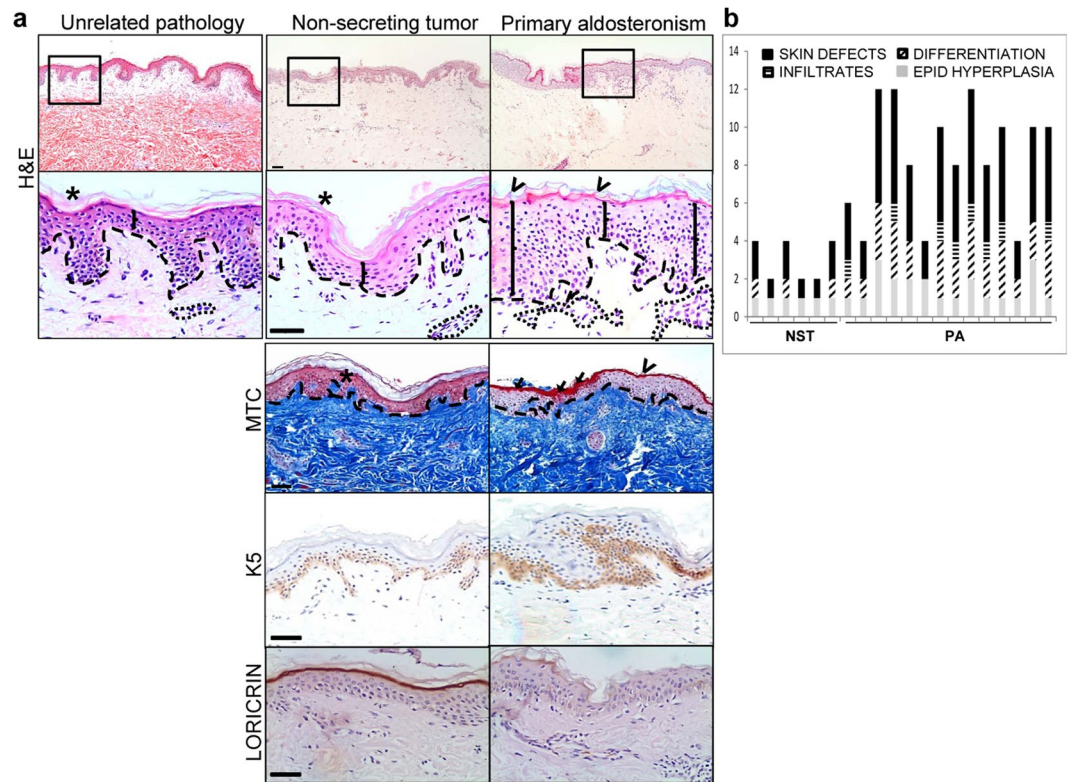 a
Unrelated pathology
Non-secreting tumor
Primary aldosteronism
H&E
MTC
K5
LORICRIN
b
SKIN DEFECTS
DIFFERENTIATION
INFILTRATES
EPID HYPERPLASIA
14
12
10
8
6
4
2
0
NST
PA